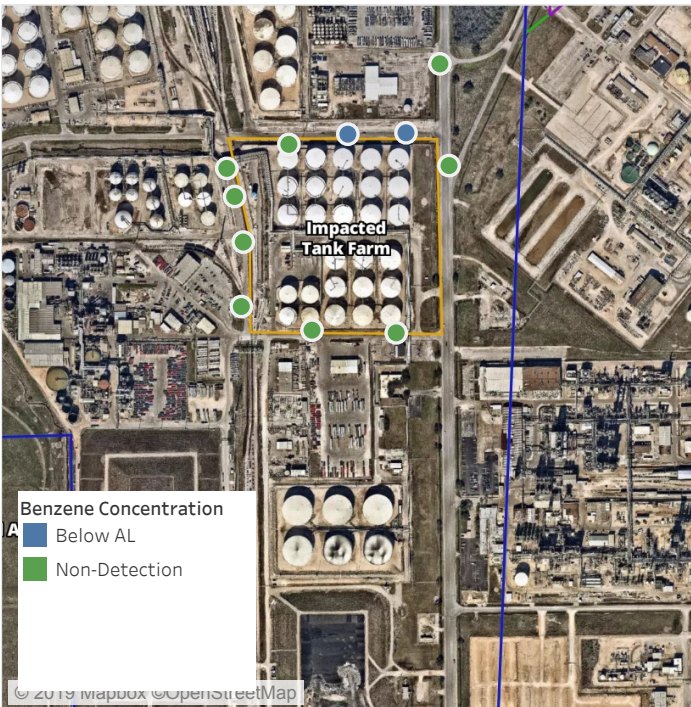 Impacted
Tank Farm
Benzene Concentration
Below AL
Non-Detection
A
© 2019 Mapbox ©OpenStreetMap